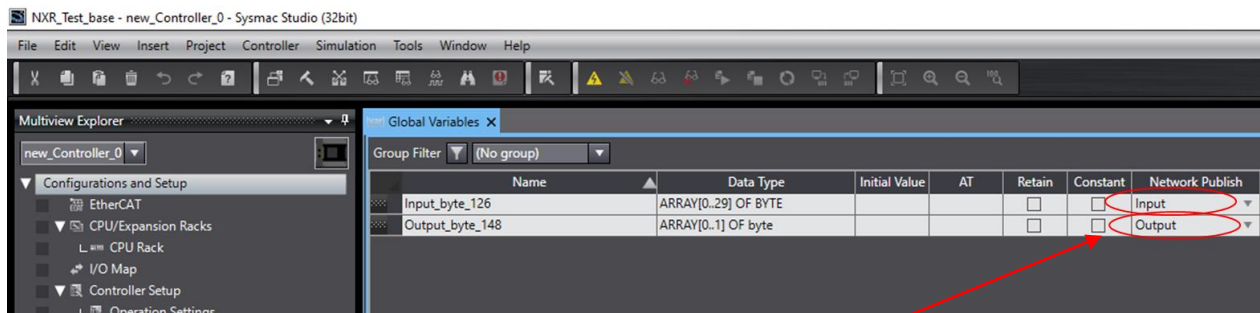 NXR_Test_base - new_Controller_0 - Sysmac Studio (32bit)
File Edit View Insert Project Controller Simulation Tools Window Help
Multiview Explorer
Global Variables X
new_Controller_0
Group Filter (No group)
Configurations and Setup
Name Data Type Initial Value AT Retain Constant Network Publish
EtherCAT
Input_byte_126 ARRAY[0..29] OF BYTE Input
CPU/Expansion Racks
Output_byte_148 ARRAY[0..1] OF byte Output
CPU Rack
I/O Map
Controller Setup
Operation Settings